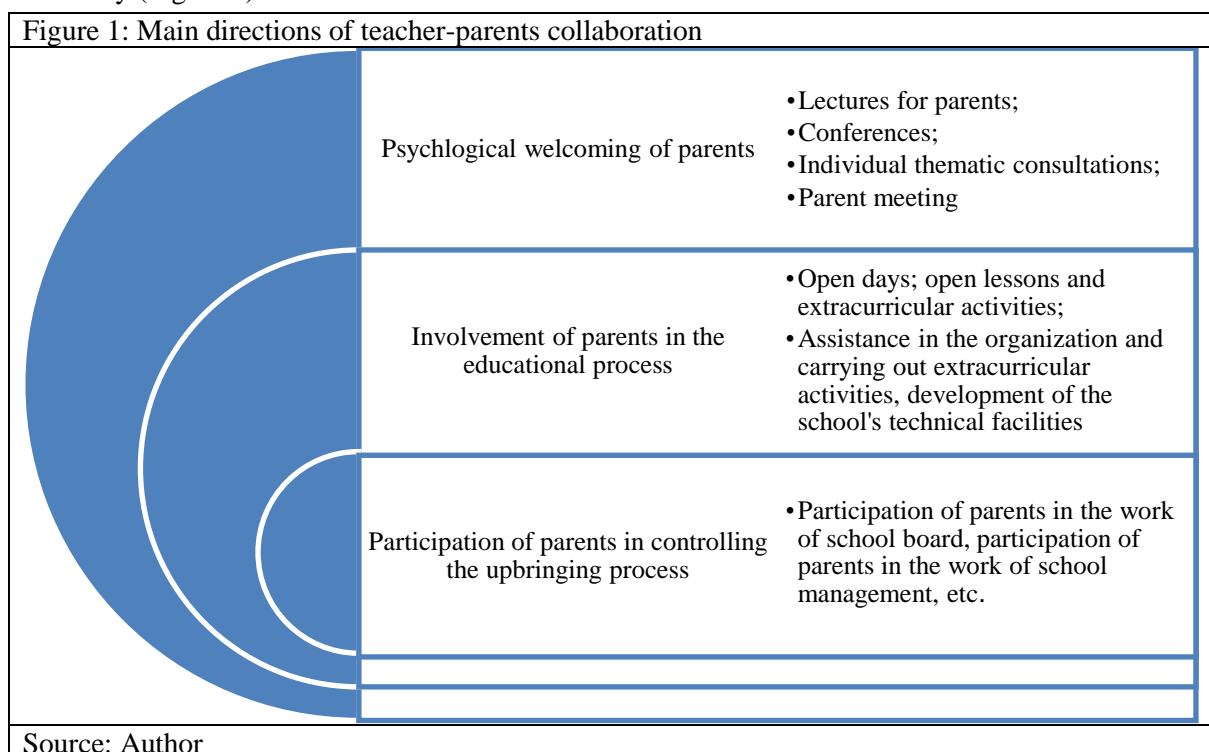 Figure 1: Main directions of teacher-parents collaboration
Psychlogical welcoming of parents
•Lectures for parents;
•Conferences;
•Individual thematic consultations;
•Parent meeting
Involvement of parents in the
educational process
•Open days; open lessons and
extracurricular activities;
•Assistance in the organization and
carrying out extracurricular
activities, development of the
school's technical facilities
Participation of parents in controlling
the upbringing process
•Participation of parents in the work
of school board, participation of
parents in the work of school
management, etc.
Source: Author